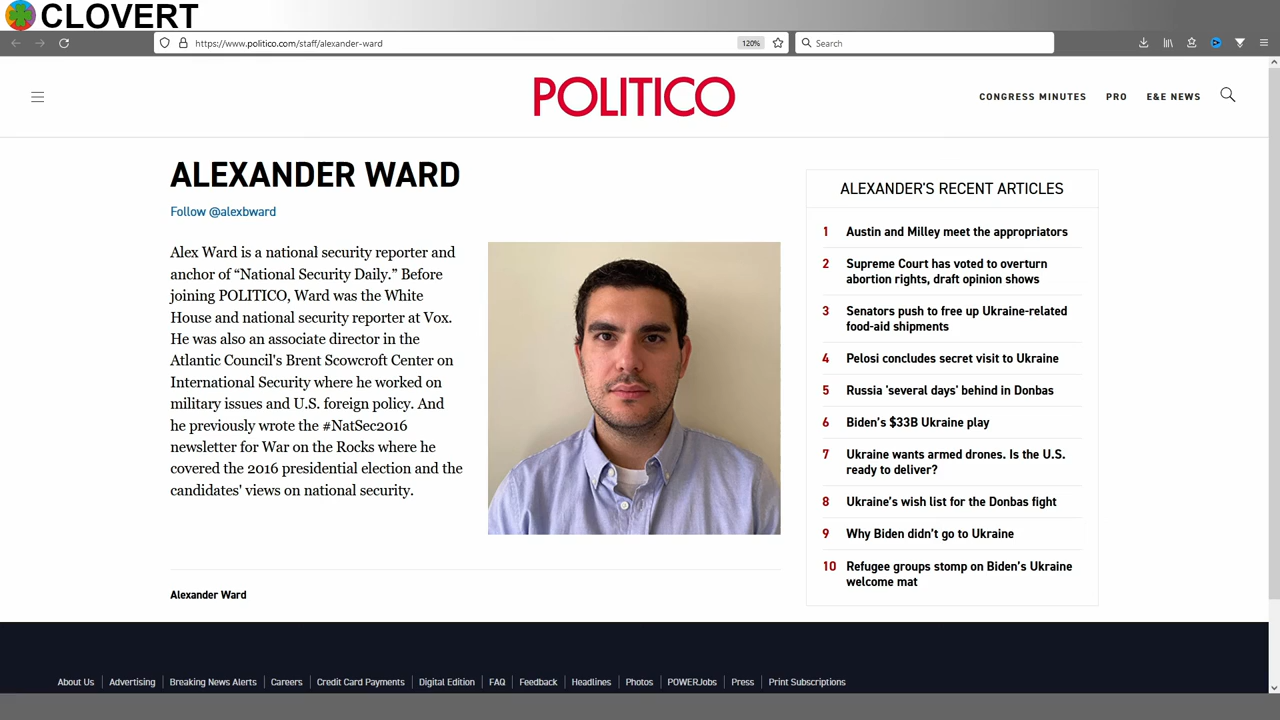 CLOVERT
https://www.politico.com/staff/alexander-ward
120%
Search
POLITICO
CONGRESS MINUTES
PRO
E&E NEWS
ALEXANDER WARD
Follow @alexbward
Alex Ward is a national security reporter and
anchor of “National Security Daily.” Before
joining POLITICO, Ward was the White
House and national security reporter at Vox.
He was also an associate director in the
Atlantic Council's Brent Scowcroft Center on
International Security where he worked on
military issues and U.S. foreign policy. And
he previously wrote the #NatSec2016
newsletter for War on the Rocks where he
covered the 2016 presidential election and the
candidates' views on national security.
Alexander Ward
ALEXANDER'S RECENT ARTICLES
1 Austin and Milley meet the appropriators
2 Supreme Court has voted to overturn
abortion rights, draft opinion shows
3 Senators push to free up Ukraine-related
food-aid shipments
4 Pelosi concludes secret visit to Ukraine
5 Russia 'several days' behind in Donbas
6 Biden's $33B Ukraine play
7 Ukraine wants armed drones. Is the U.S.
ready to deliver?
8 Ukraine’s wish list for the Donbas fight
9 Why Biden didn’t go to Ukraine
10 Refugee groups stomp on Biden’s Ukraine
welcome mat
About Us | Advertising | Breaking News Alerts | Careers | Credit Card Payments | Digital Edition | FAQ | Feedback | Headlines | Photos | POWERJobs | Press | Print Subscriptions